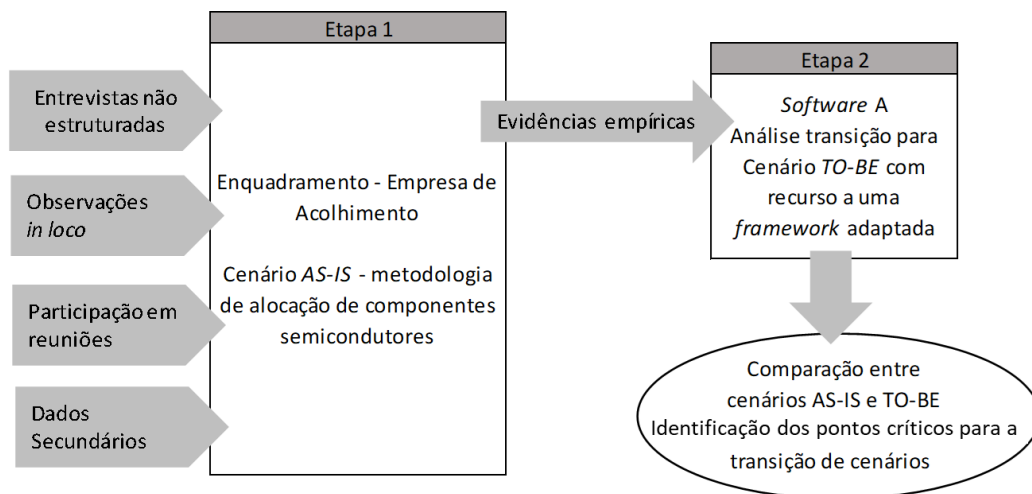 Etapa 1
Entrevistas não
estruturadas
Observações
in loco
Participação em
reuniões
Dados
Secundários
Enquadramento - Empresa de
Acolhimento
Cenário AS-IS - metodologia
de alocação de componentes
semicondutores
Evidências empíricas
Etapa 2
Software A
Análise transição para
Cenário TO-BE com
recurso a uma
framework adaptada
Comparação entre
cenários AS-IS e TO-BE
Identificação dos pontos críticos para a
transição de cenários